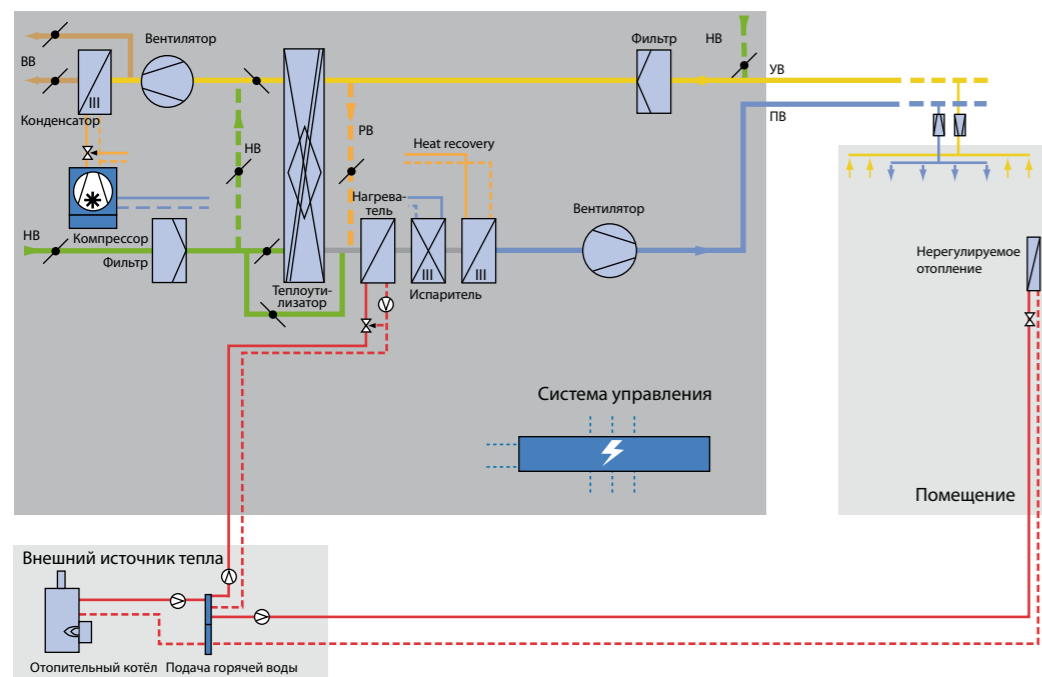 Вентилятор
Фильтр
НВ
ВВ
УВ
ПВ
Конденсатор
РВ
НВ
Heat recovery
Нагрева-
тель
Вентилятор
НВ
Компрессор
Фильтр
Теплоути-
лизатор
Испаритель
Нерегулируемое
отопление
Система управления
Помещение
Внешний источник тепла
Отопительный котёл
Подача горячей воды